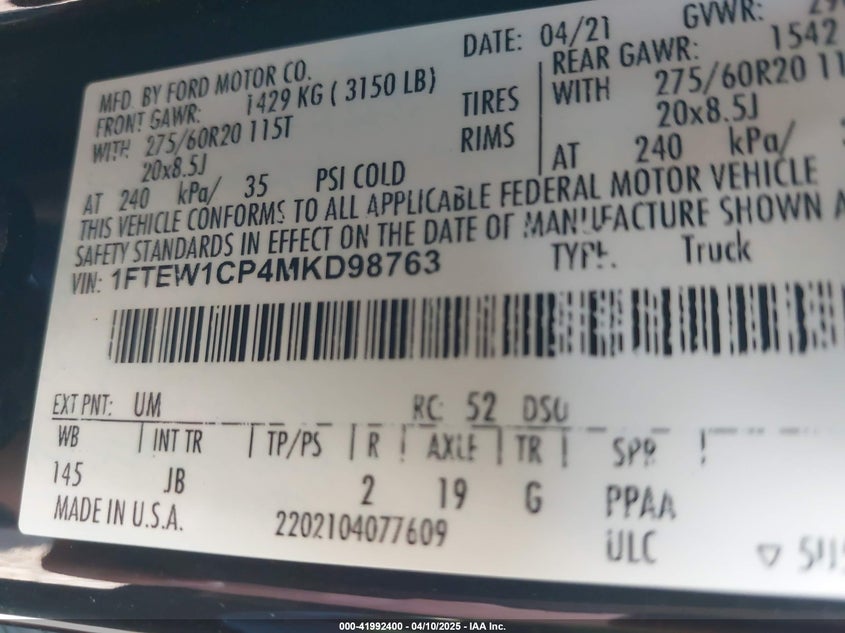 MFD. BY FORD MOTOR CO.
DATE: 04/21
GVWR:
FRONT GAWR: 1429 KG ( 3150 LB)
REAR GAWR: 1542
WITH 275/60R20 115T
TIRES
WITH 275/60R20
20x8.5J
RIMS
20x8.5J
AT 240 kPa/ 35 PSI COLD
AT 240 kPa/
THIS VEHICLE CONFORMS TO ALL APPLICABLE FEDERAL MOTOR VEHICLE
SAFETY STANDARDS IN EFFECT ON THE DATE OF MANUFACTURE SHOWN
VIN: 1FTEW1CP4MKD98763
TYPE: Truck
EXT PNT: UM
RC: 52 DSO
WB | INT TR | TP/PS | R | AXLE | TR | SPR |
145 JB 2 19 G PPAA
MADE IN U.S.A. 2202104077609 ULC
000-41992400 — 04/10/2025 — IAA Inc.